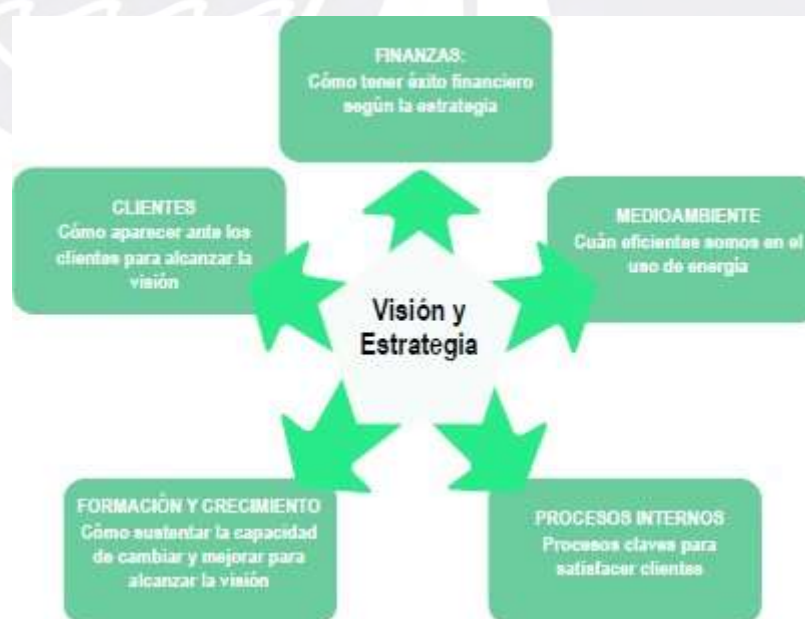 FINANZAS:
Cómo tener éxito financiero
según la estrategia
CLIENTES
Cómo aparecer ante los
clientes para alcanzar la
visión
MEDIOAMBIENTE
Cuán eficientes somos en el
uso de energía
Visión y
Estrategia
FORMACIÓN Y CRECIMIENTO
Cómo sustentar la capacidad
de cambiar y mejorar para
alcanzar la visión
PROCESOS INTERNOS
Procesos claves para
satisfacer clientes